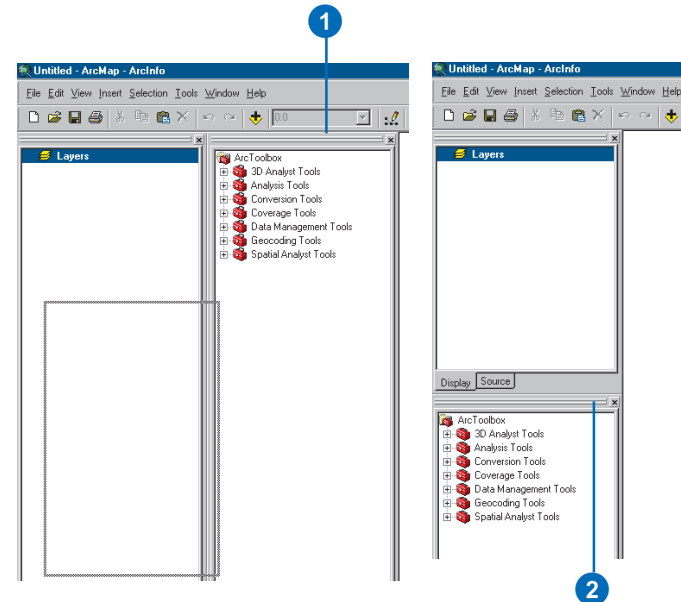 1
Untitled - ArcMap - ArcInfo
File Edit View Insert Selection Tools Window Help
0:0
Layers
ArcToolbox
3D Analyst Tools
Analysis Tools
Conversion Tools
Coverage Tools
Data Management Tools
Geocoding Tools
Spatial Analyst Tools
Untitled - ArcMap - ArcInfo
File Edit View Insert Selection Tools Window Help
Layers
Display Source
ArcToolbox
3D Analyst Tools
Analysis Tools
Conversion Tools
Coverage Tools
Data Management Tools
Geocoding Tools
Spatial Analyst Tools
2